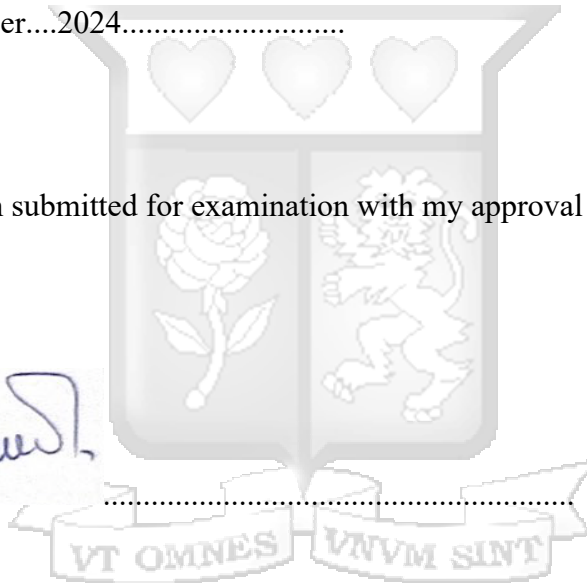 er....2024............................
n submitted for examination with my approval
...........................................................
VT OMNES VNVM SINT